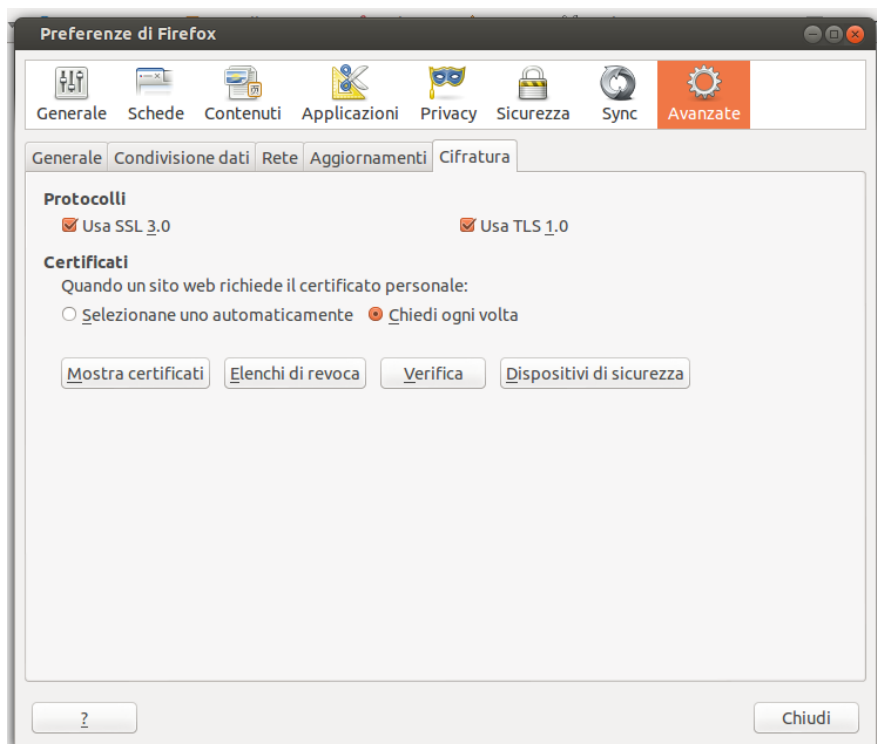 Preferenze di Firefox
Generale Schede Contenuti Applicazioni Privacy Sicurezza Sync Avanzate
Generale Condivisione dati Rete Aggiornamenti Cifratura
Protocolli
Usa SSL 3.0 Usa TLS 1.0
Certificati
Quando un sito web richiede il certificato personale:
Selezionane uno automaticamente Chiedi ogni volta
Mostra certificati Elenchi di revoca Verifica Dispositivi di sicurezza
? Chiudi